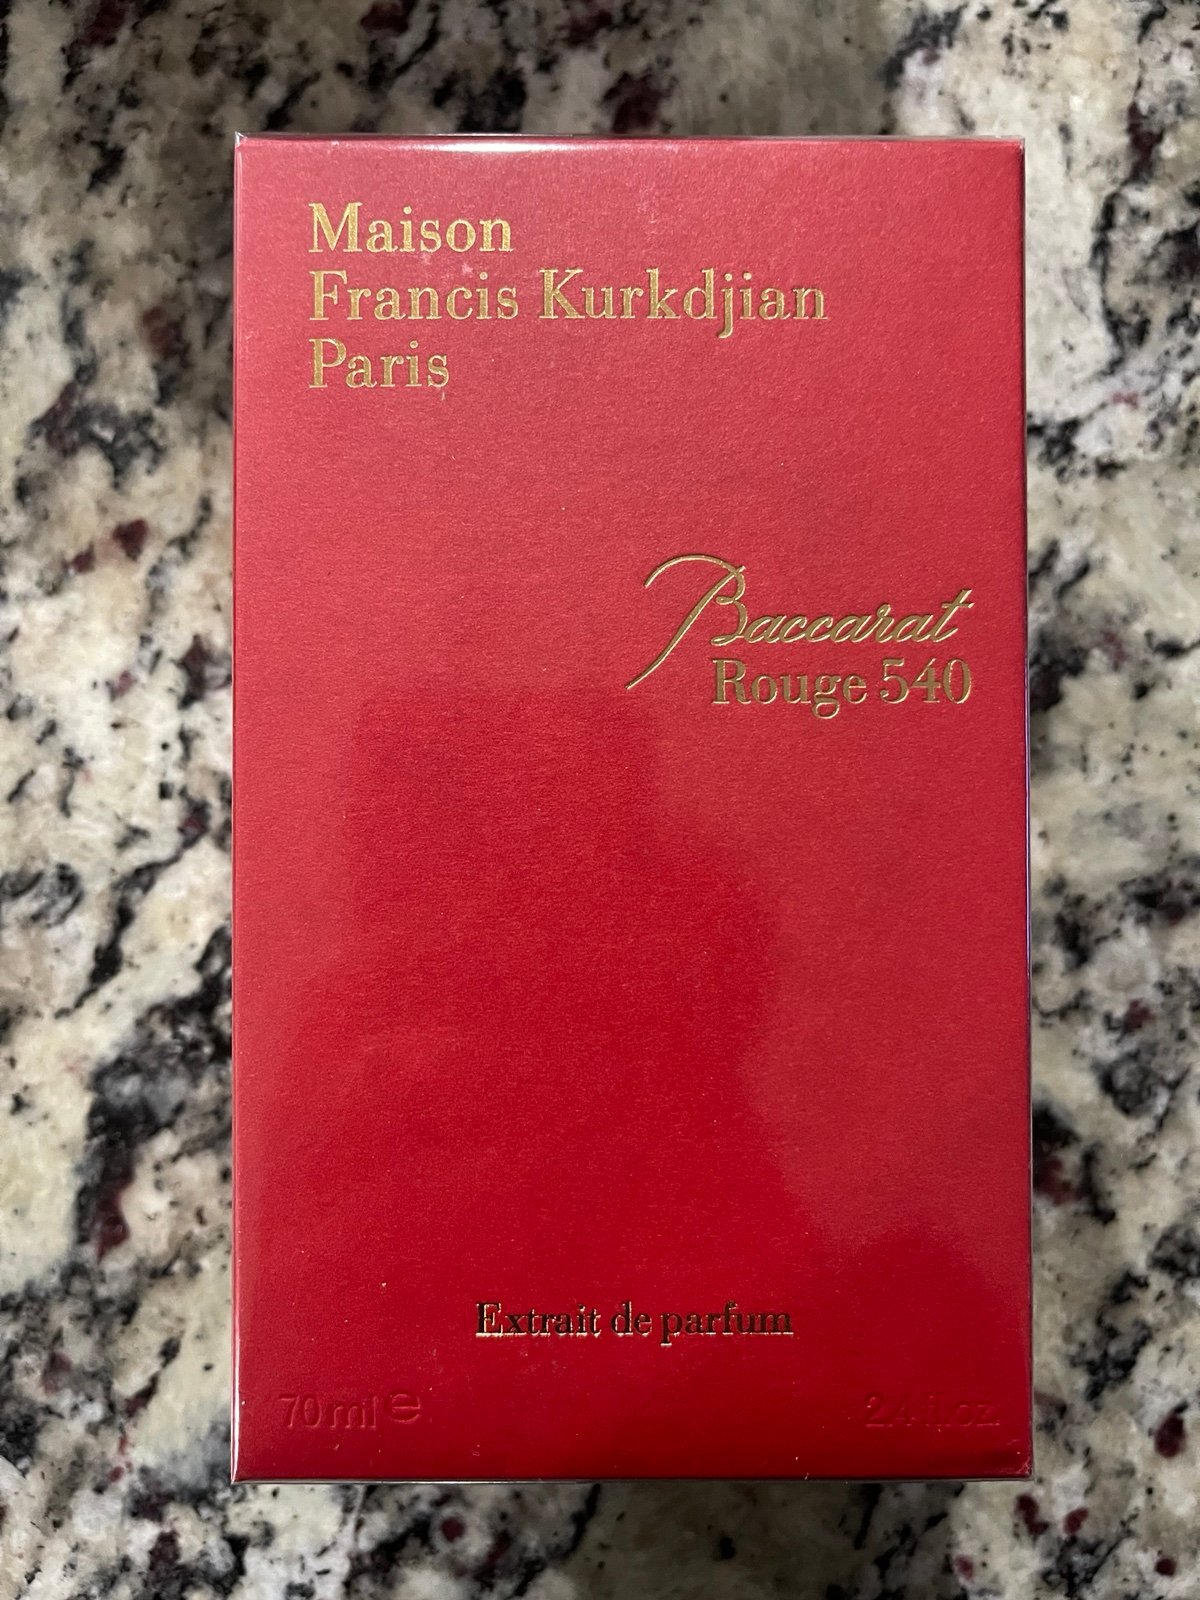 Maison
Francis Kurkdjian
Paris
Baccarat
Rouge 540
Extrait de parfum
70 ml ℮
2.4 fl.oz.